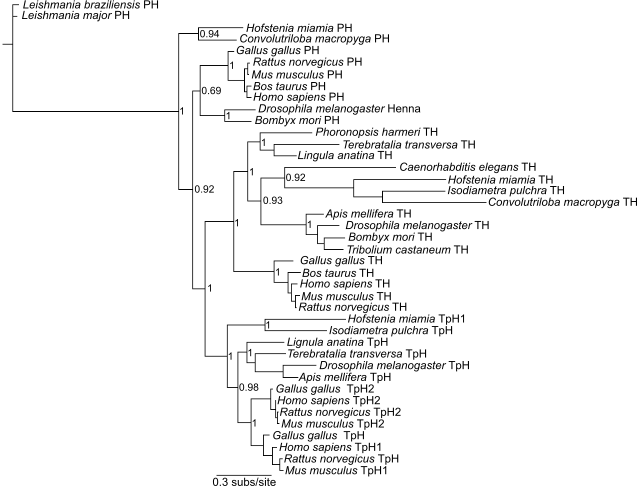 Leishmania braziliensis PH
Leishmania major PH
Hofstenia miamia PH
0.94
Convolutriloba macropyga PH
Gallus gallus PH
Rattus norvegicus PH
1
Mus musculus PH
Bos taurus PH
0.69
Homo sapiens PH
Drosophila melanogaster Henna
1
1
Bombyx mori PH
Phoronopsis harmeri TH
1
Terebratalia transversa TH
Lingula anatina TH
Caenorhabditis elegans TH
1
0.92
Hofstenia miamia TH
0.92
Isodiametra pulchra TH
0.93
Convolutriloba macropyga TH
Apis mellifera TH
1
1
Drosophila melanogaster TH
Bombyx mori TH
Tribolium castaneum TH
Gallus gallus TH
1
Bos taurus TH
Homo sapiens TH
1
Mus musculus TH
Rattus norvegicus TH
Hofstenia miamia TpH1
1
Isodiametra pulchra TpH
Lignula anatina TpH
1
1
Terebratalia transversa TpH
Drosophila melanogaster TpH
Apis mellifera TpH
0.98
Gallus gallus TpH2
Homo sapiens TpH2
Rattus norvegicus TpH2
1
Mus musculus TpH2
Gallus gallus TpH
Homo sapiens TpH1
Rattus norvegicus TpH
Mus musculus TpH1
0.3 subs/site